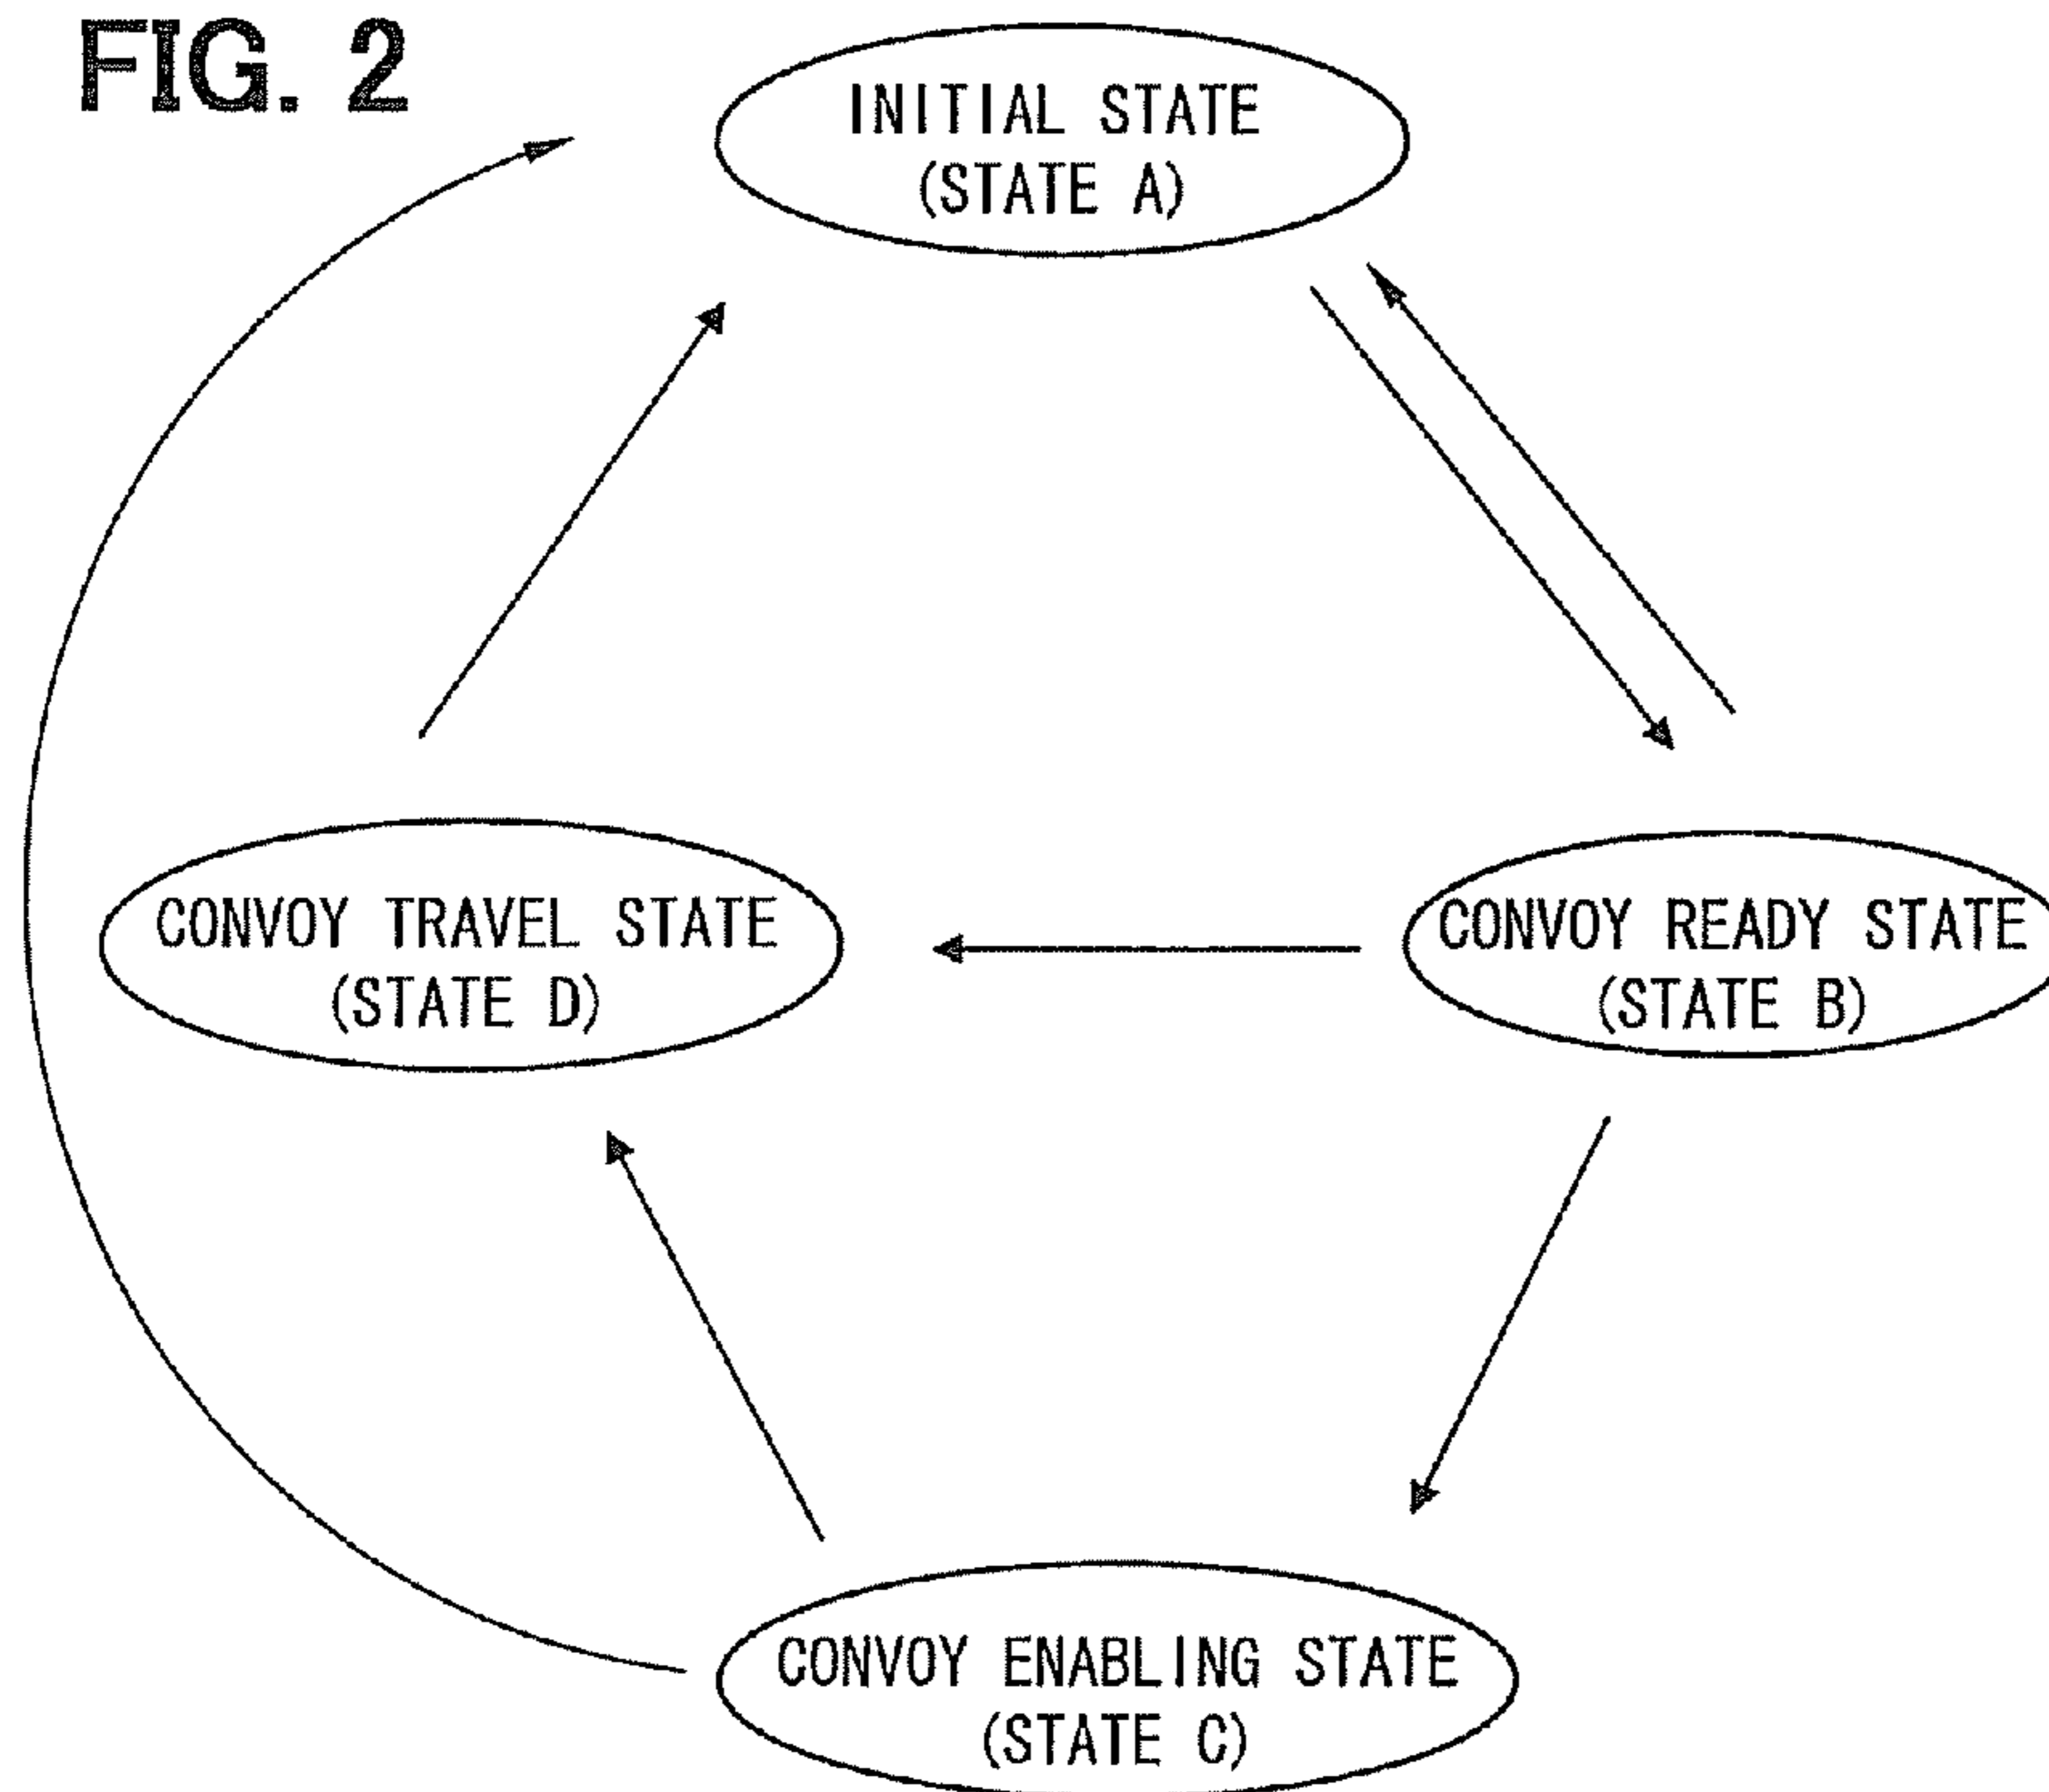 FIG. 2
INITIAL STATE
(STATE A)
CONVOY TRAVEL STATE
(STATE D)
CONVOY READY STATE
(STATE B)
CONVOY ENABLING STATE
(STATE C)